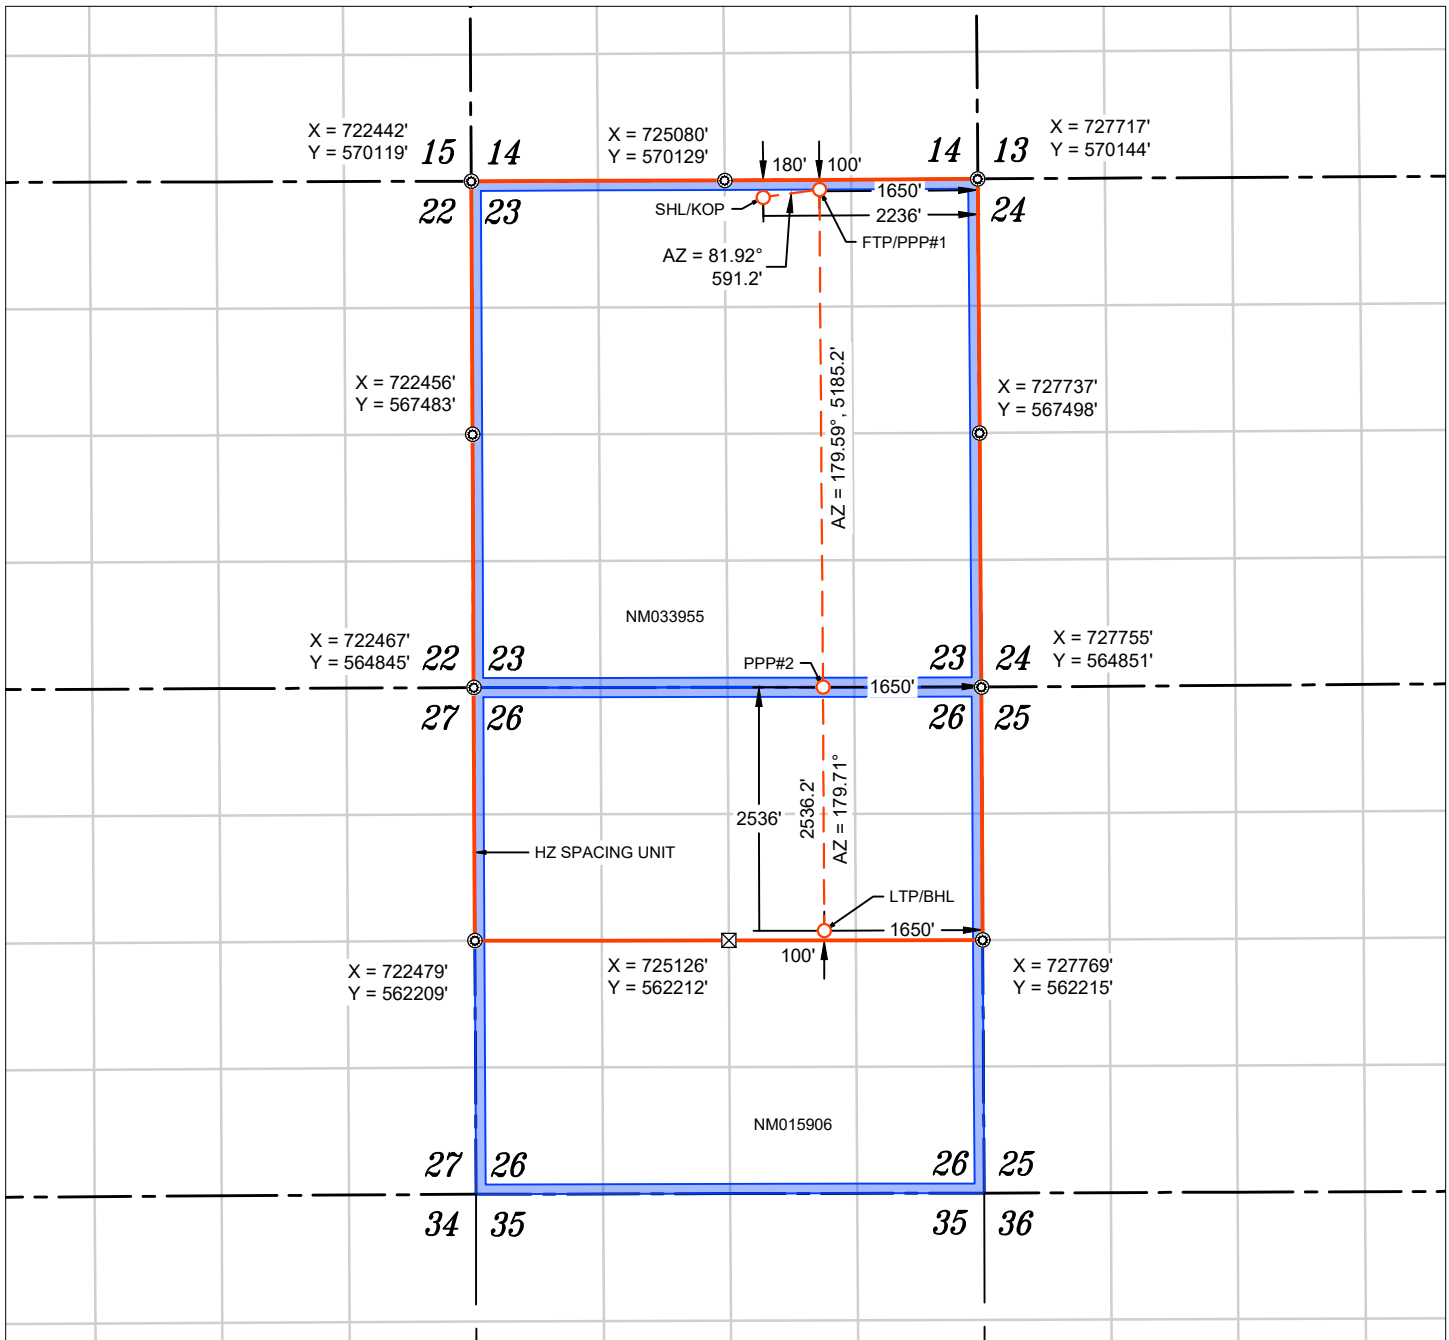 X = 722442'
Y = 570119'
X = 725080'
Y = 570129'
X = 727717'
Y = 570144'
15
14
14
13
180'
100'
22
23
24
1650'
SHL/KOP
2236'
FTP/PPP#1
AZ = 81.92°
591.2'
AZ = 179.59°, 5185.2'
X = 722456'
Y = 567483'
X = 727737'
Y = 567498'
NM033955
X = 722467'
Y = 564845'
22
23
PPP#2
23
24
X = 727755'
Y = 564851'
1650'
27
26
26
25
2536'
2536.2'
AZ = 179.71°
HZ SPACING UNIT
LTP/BHL
1650'
100'
X = 722479'
Y = 562209'
X = 725126'
Y = 562212'
X = 727769'
Y = 562215'
NM015906
27
26
26
25
34
35
35
36